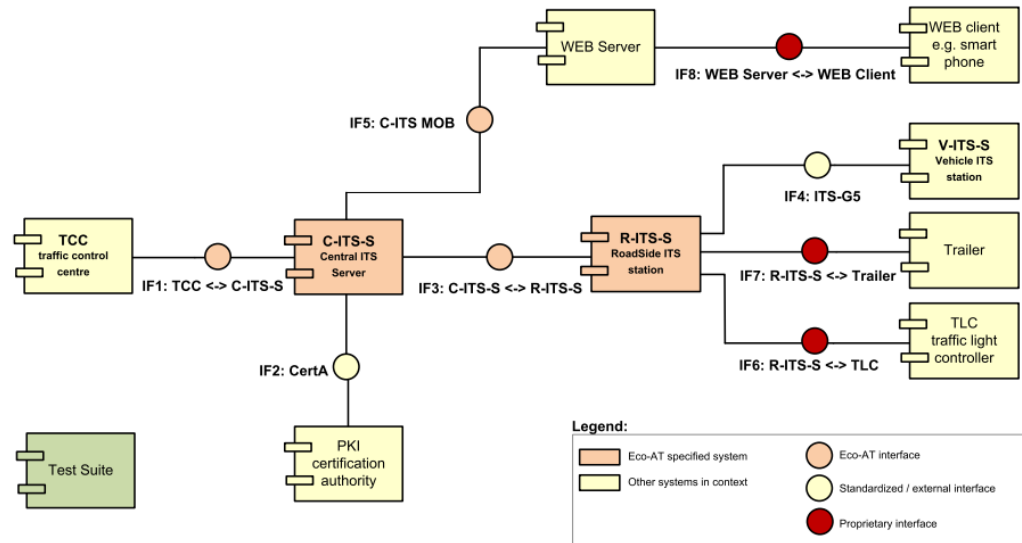 WEB Server
WEB client
e.g. smart
phone
IF8: WEB Server <-> WEB Client
IF5: C-ITS MOB
V-ITS-S
Vehicle ITS
station
IF4: ITS-G5
TCC
traffic control
centre
C-ITS-S
Central ITS
Server
R-ITS-S
RoadSide ITS
station
Trailer
IF1: TCC <-> C-ITS-S
IF3: C-ITS-S <-> R-ITS-S
IF7: R-ITS-S <-> Trailer
TLC
traffic light
controller
IF6: R-ITS-S <-> TLC
IF2: CertA
PKI
certification
authority
Test Suite
Legend:
Eco-AT specified system
Eco-AT interface
Other systems in context
Standardized / external interface
Proprietary interface